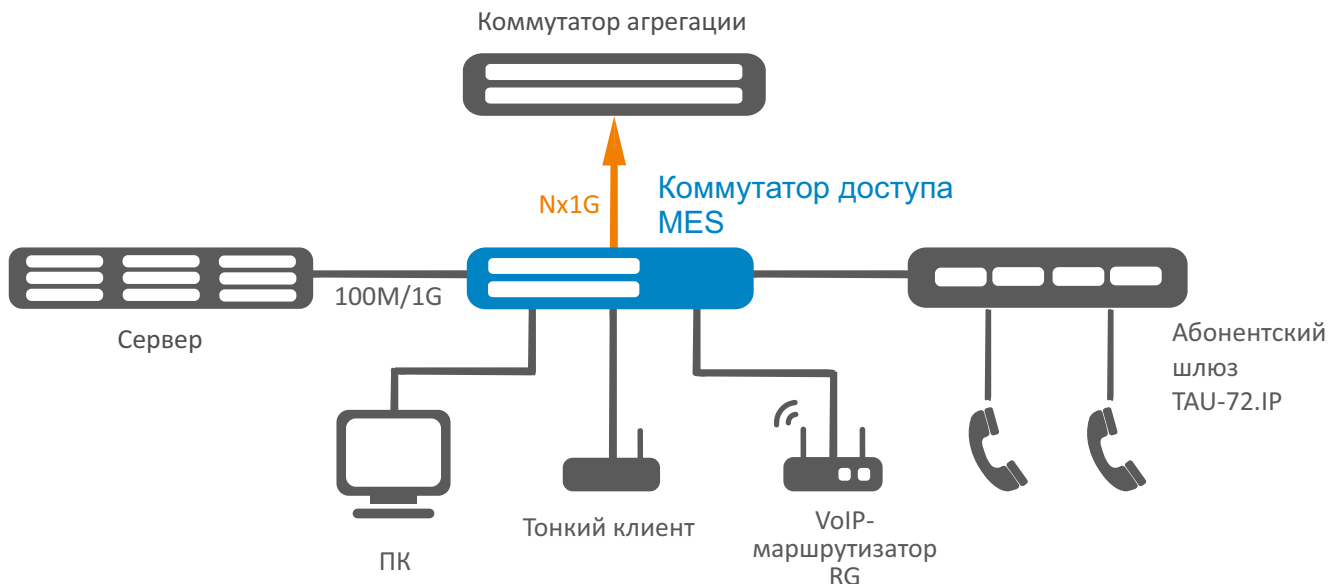 Коммутатор агрегации
Nx1G
Коммутатор доступа
MES
100M/1G
Сервер
Абонентский
шлюз
TAU-72.IP
ПК
Тонкий клиент
VoIP-
маршрутизатор
RG